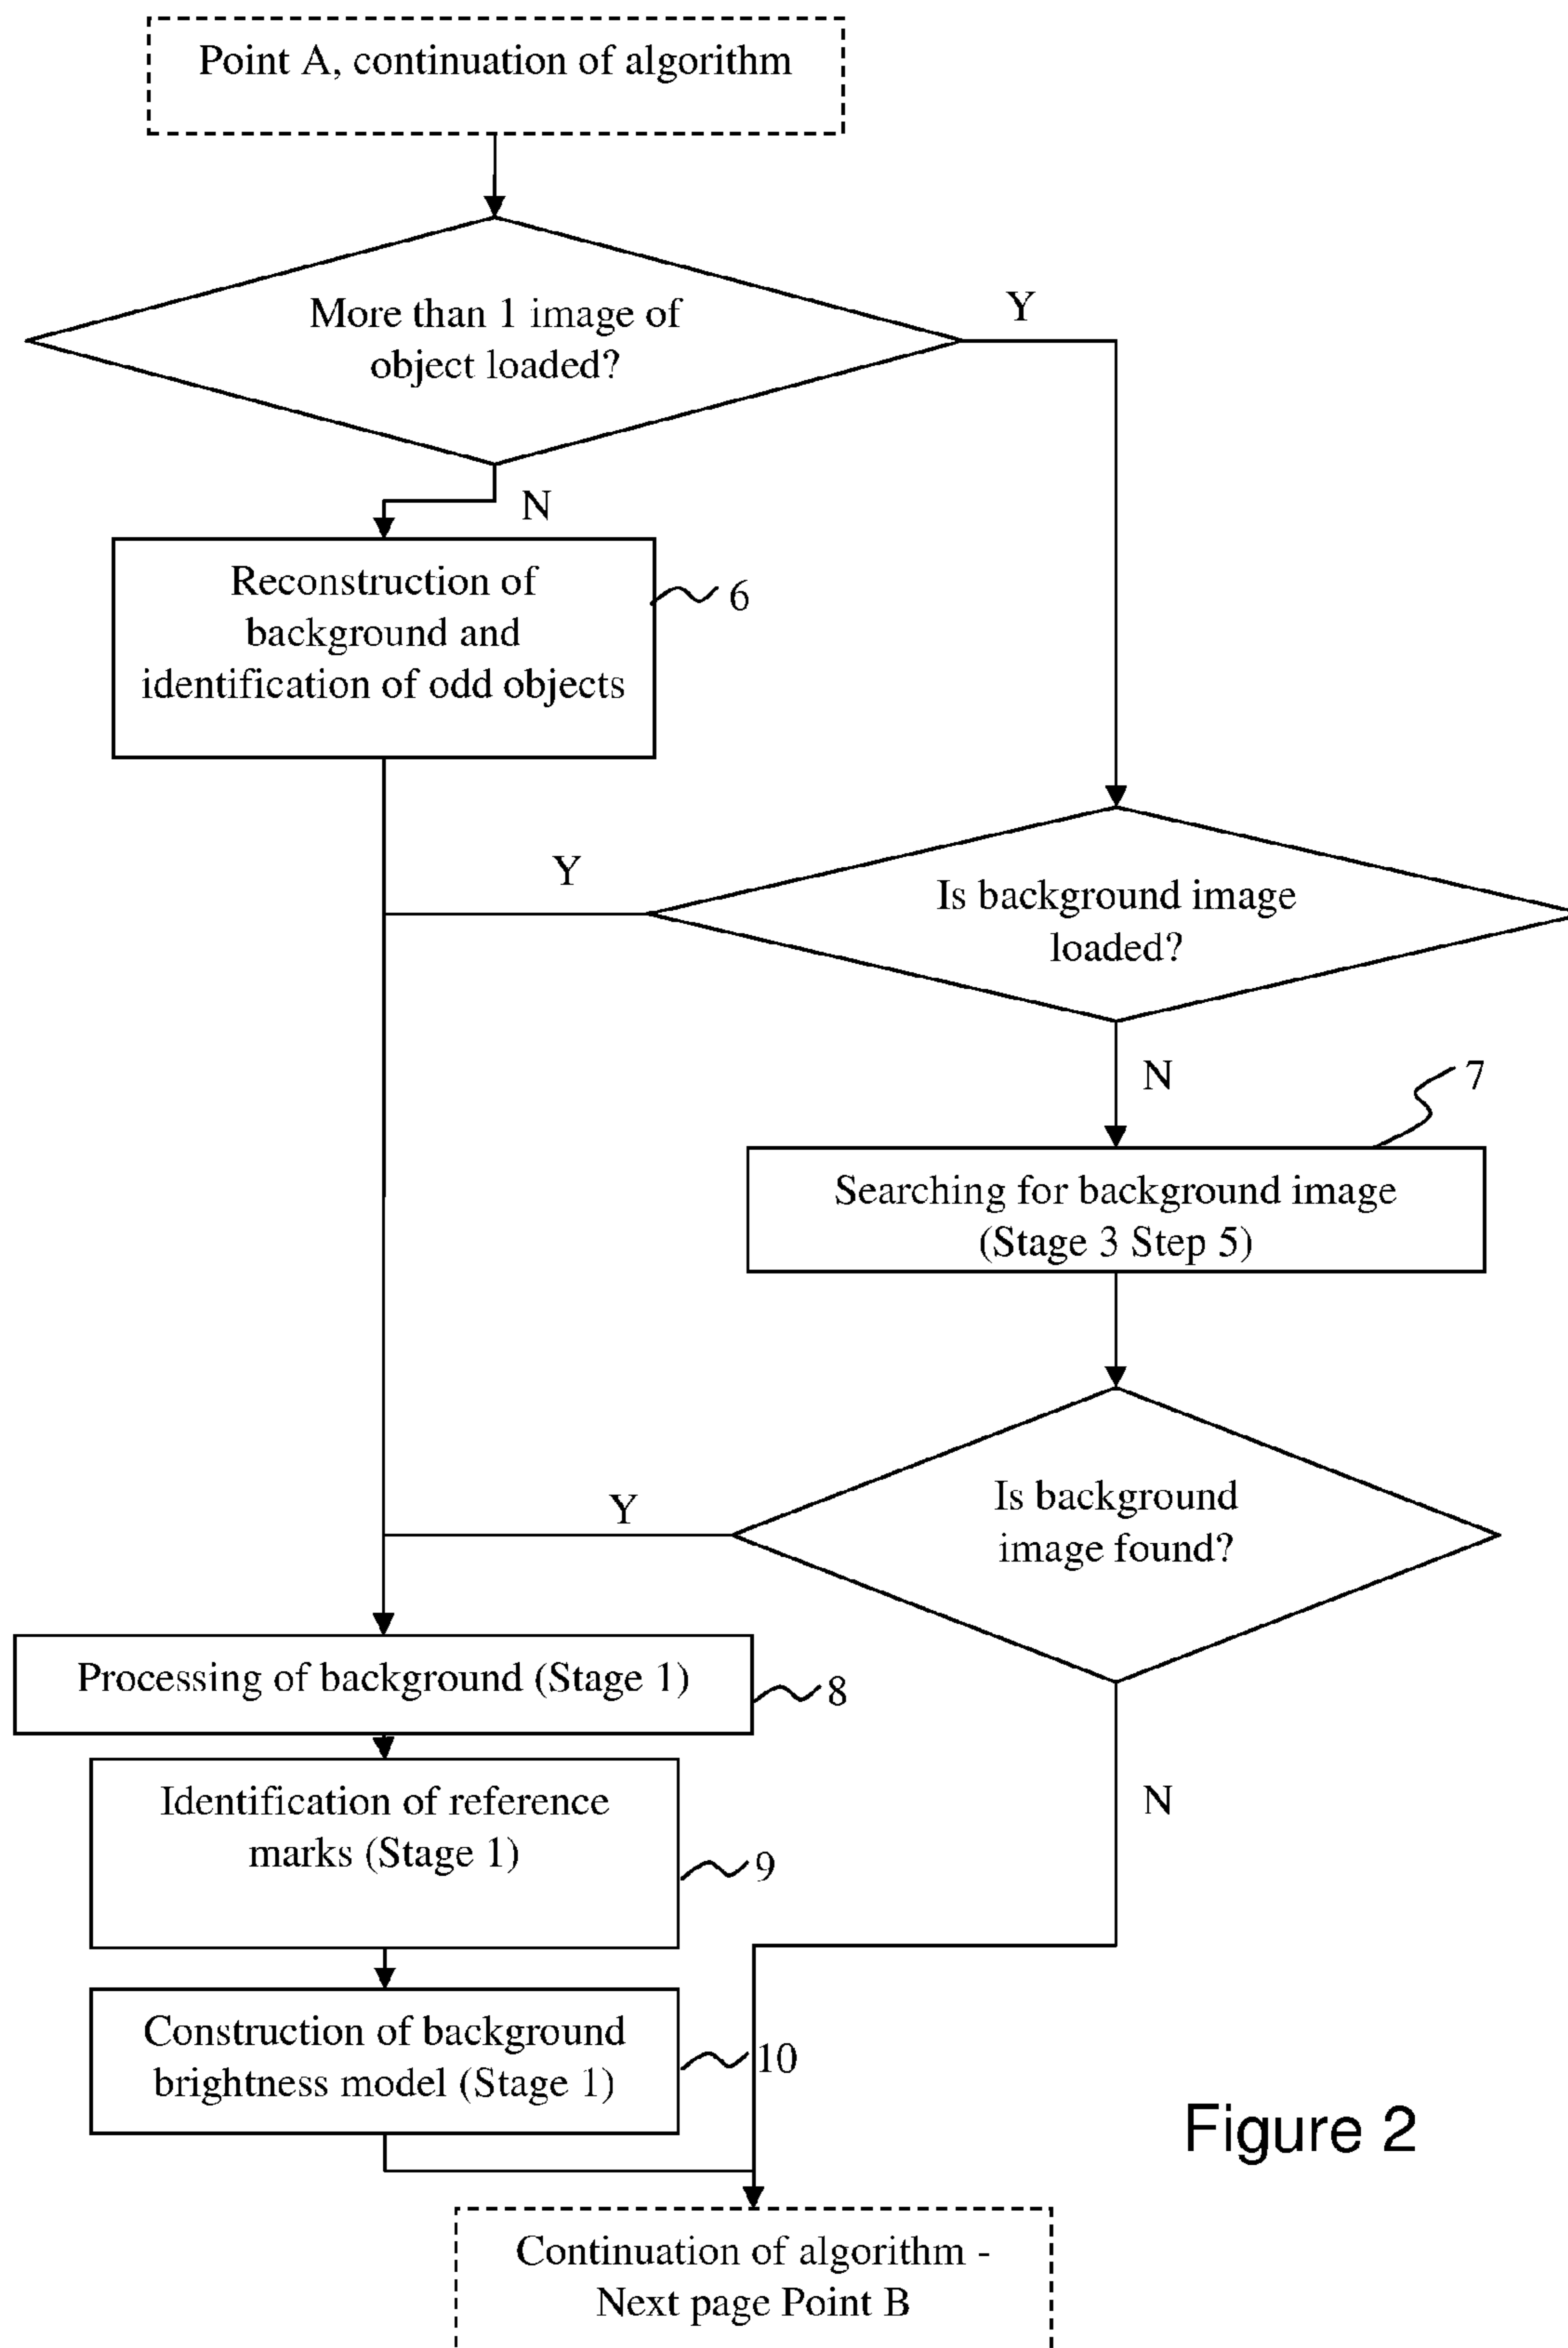 Point A, continuation of algorithm
More than 1 image of
object loaded?
Y
N
Reconstruction of
background and
identification of odd objects
6
Y
Is background image
loaded?
N
7
Searching for background image
(Stage 3 Step 5)
Is background
image found?
Y
Processing of background (Stage 1)
8
Identification of reference
marks (Stage 1)
9
N
Construction of background
brightness model (Stage 1)
10
Figure 2
Continuation of algorithm -
Next page Point B